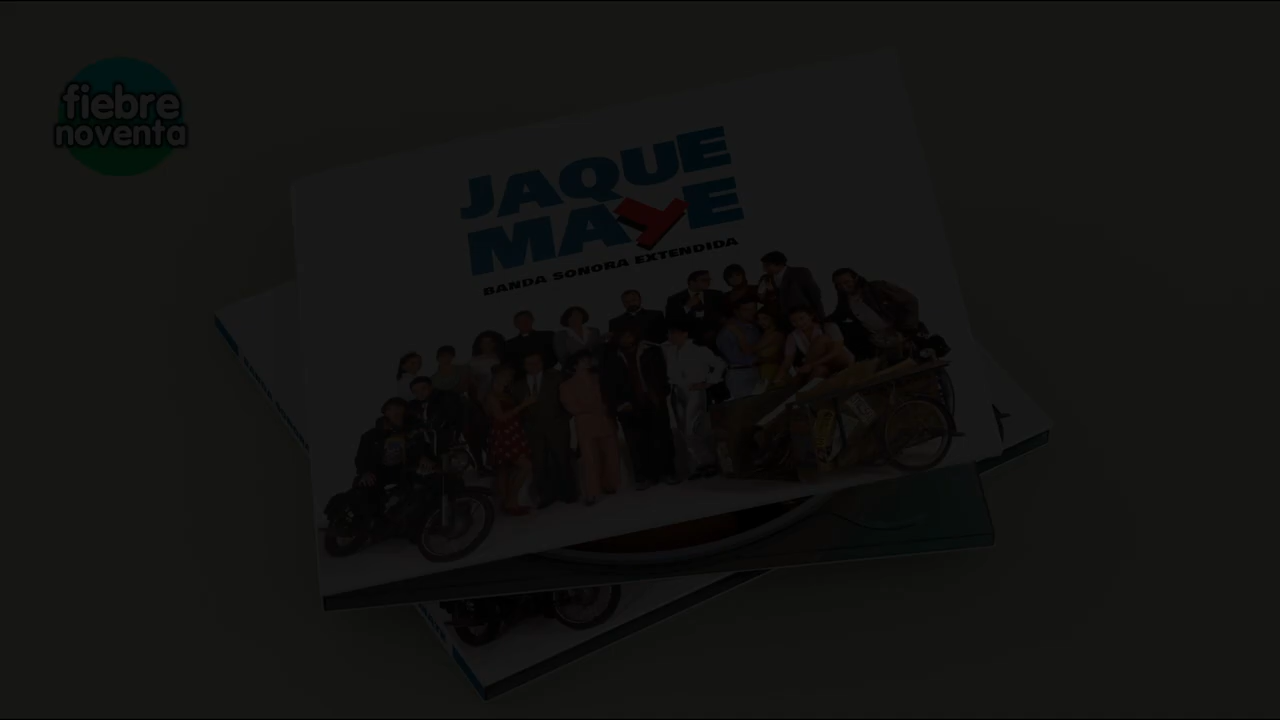 fiebre
noventa
JAQUE
MAYE
BANDA SONORA EXTENDIDA